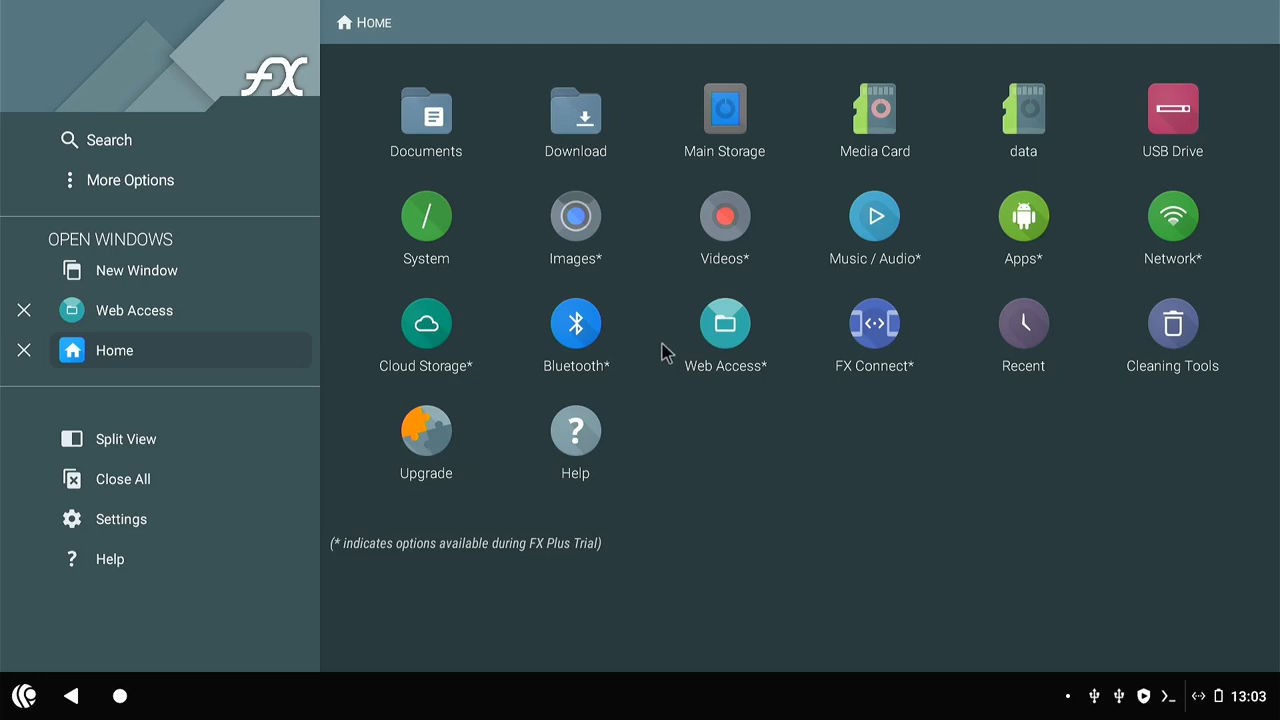 FX
Search
More Options
OPEN WINDOWS
New Window
Web Access
Home
Split View
Close All
Settings
Help
HOME
Documents
Download
Main Storage
Media Card
data
USB Drive
/
System
Images*
Videos*
Music / Audio*
Apps*
Network*
Cloud Storage*
Bluetooth*
Web Access*
FX Connect*
Recent
Cleaning Tools
Upgrade
?
Help
(* indicates options available during FX Plus Trial)
13:03